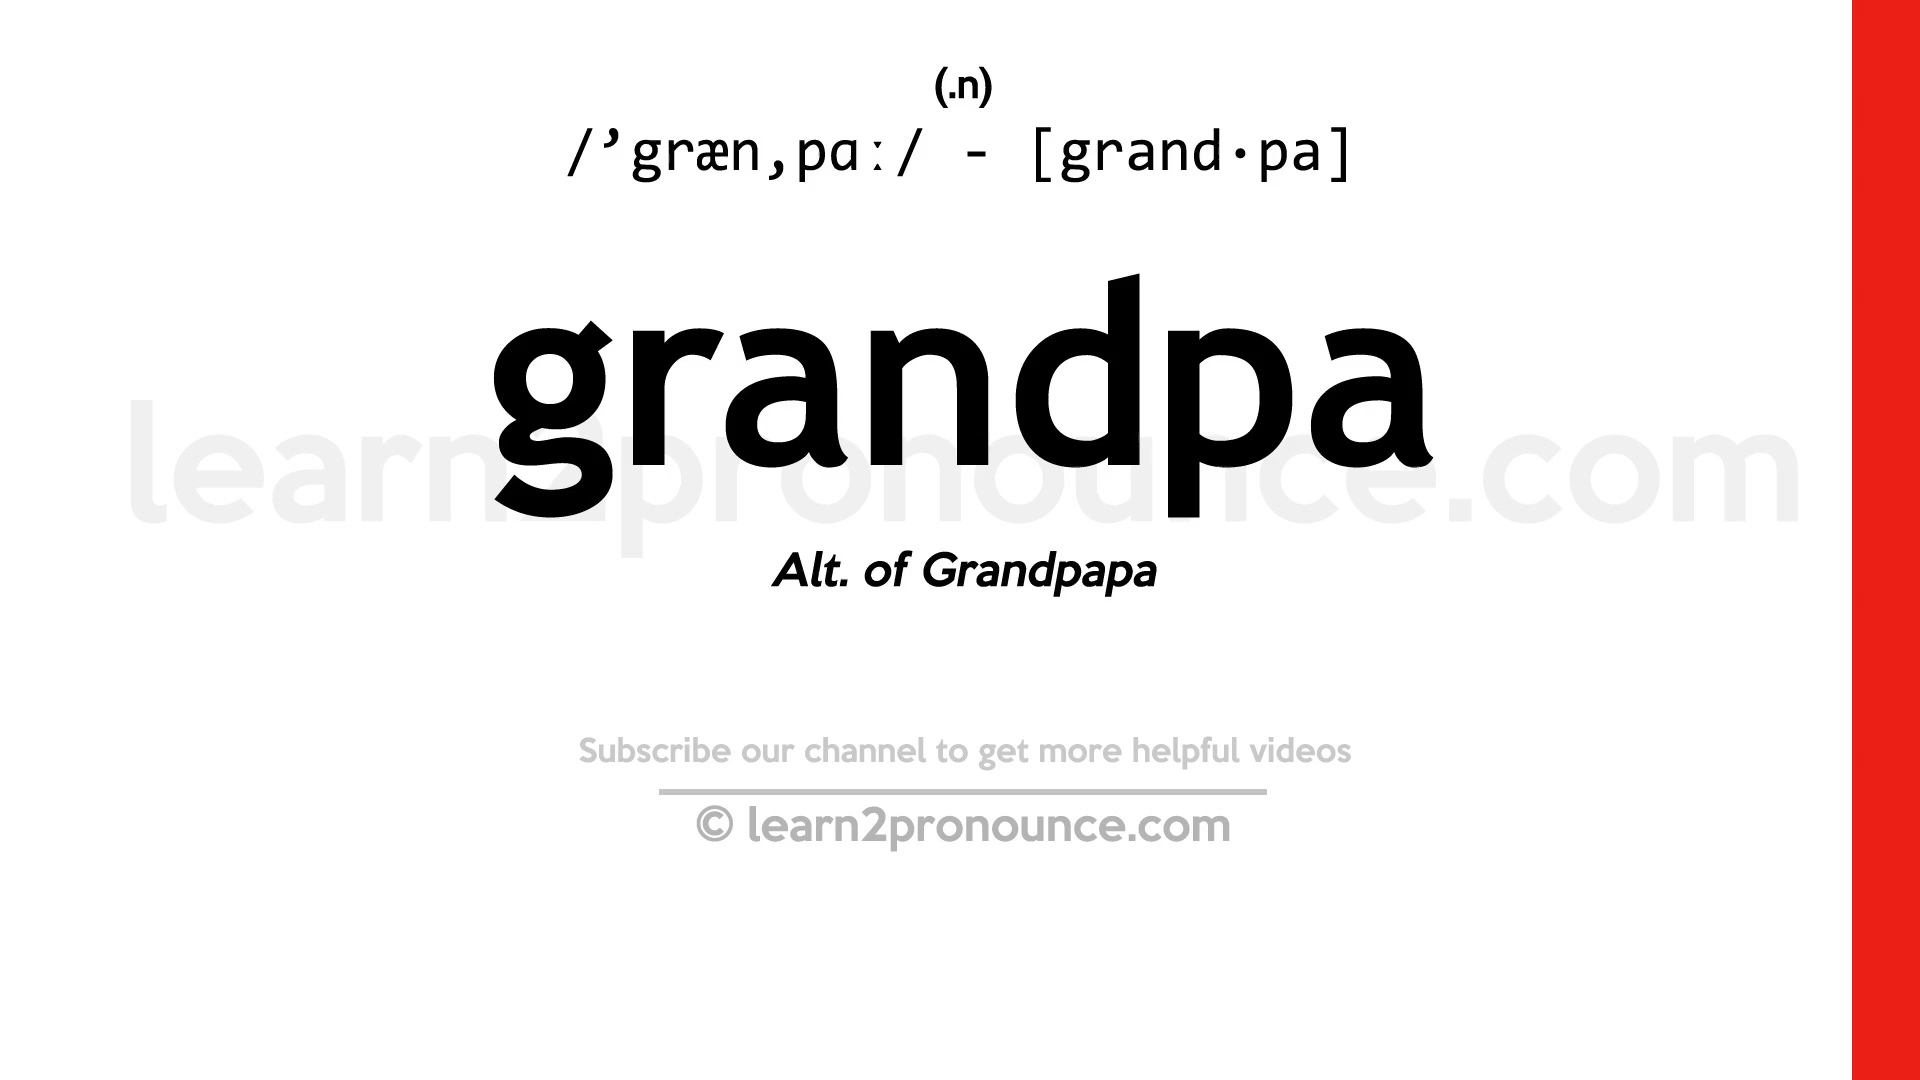 (.n)
/’græn,pɑː/ - [grand·pa]
grandpa
learn2pronounce.com
Alt. of Grandpapa
Subscribe our channel to get more helpful videos
© learn2pronounce.com